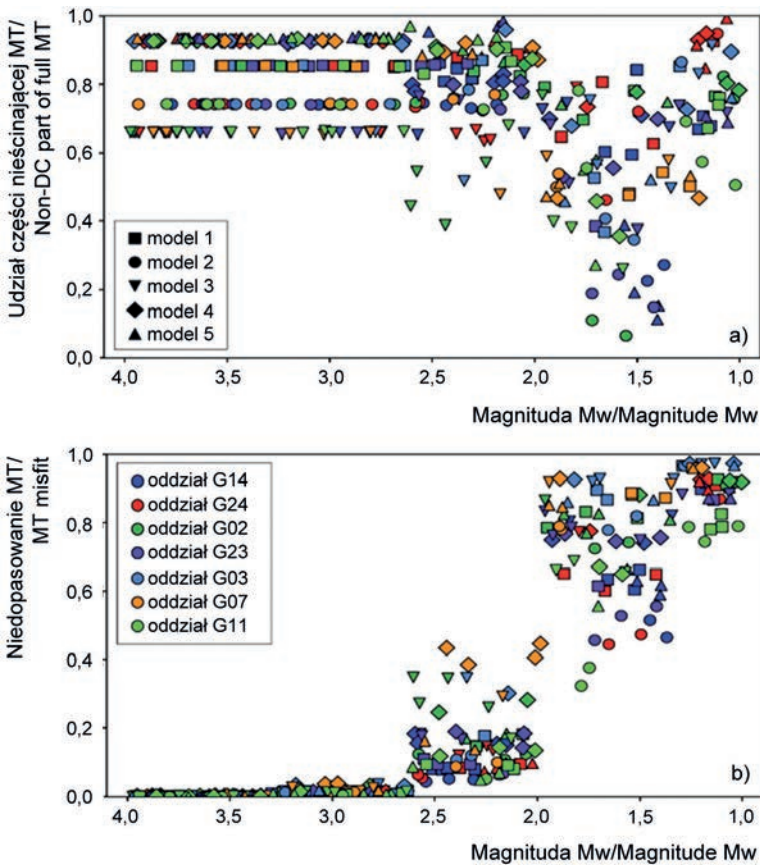 Udział części nieścinającej MT/
Non-DC part of full MT
1,0
0,8
0,6
0,4
0,2
0,0
model 1
model 2
model 3
model 4
model 5
a)
4,0 3,5 3,0 2,5 2,0 1,5 1,0
Magnituda Mw/Magnitude Mw
Niedopasowanie MT/
MT misfit
1,0
0,8
0,6
0,4
0,2
0,0
oddział G14
oddział G24
oddział G02
oddział G23
oddział G03
oddział G07
oddział G11
b)
4,0 3,5 3,0 2,5 2,0 1,5 1,0
Magnituda Mw/Magnitude Mw